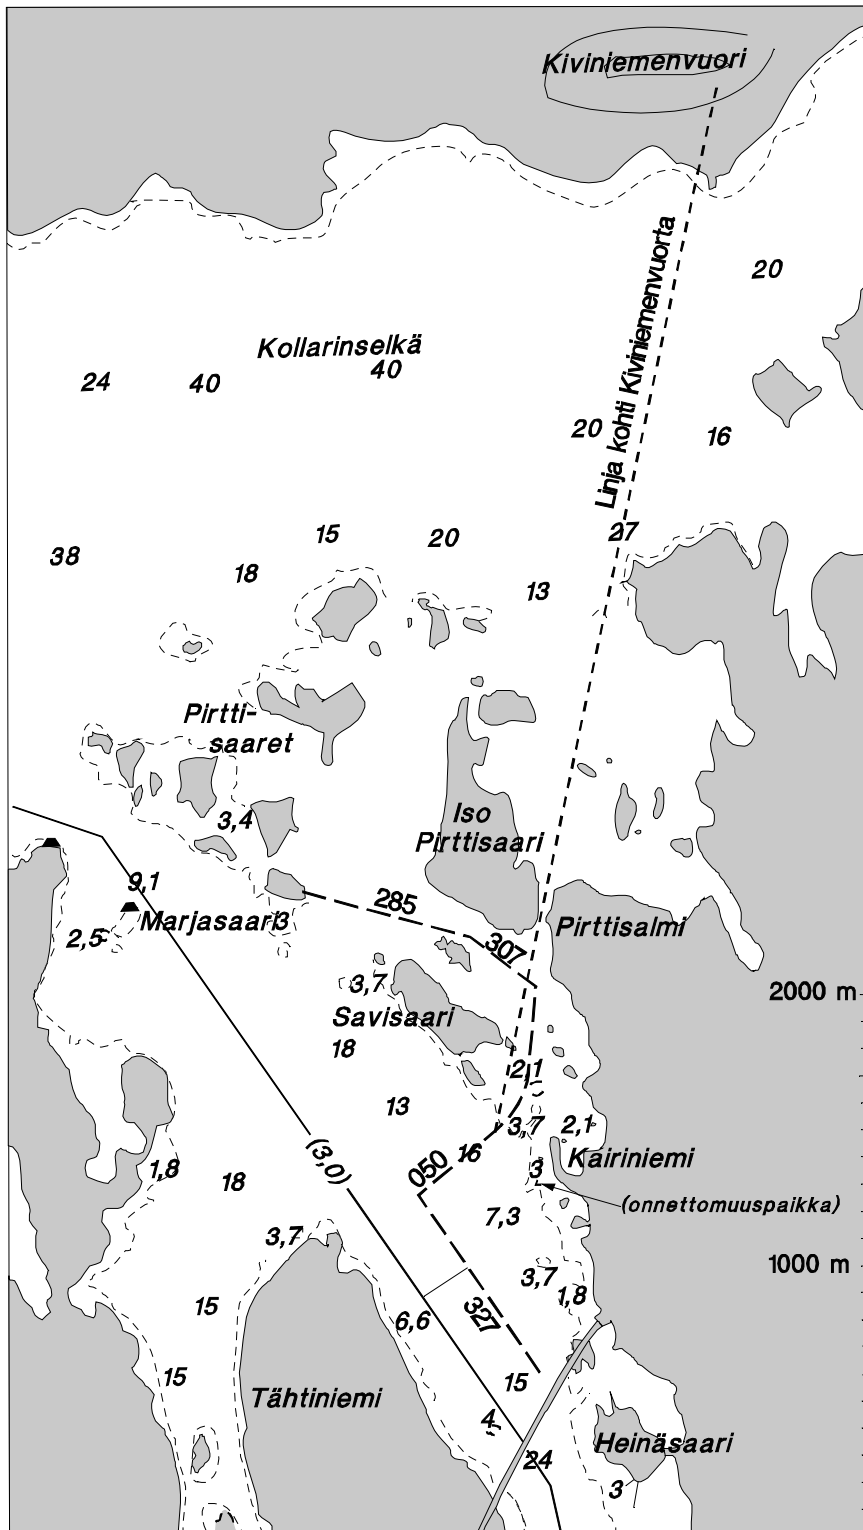 Kiviniemenvuori
Linja kohti Kiviniemenvuorta
20
Kollarinselkä
24
40
40
20
16
27
15
20
38
18
13
Pirtti-
saaret
3,4
Iso
Pirttisaari
9,1
285
Marjasaari
3
2,5
307
Pirttisalmi
3,7
2000 m
Savisaari
18
2,1
13
3,7
2,1
(3,0)
16
050
1,8
18
3
Kairiniemi
(onnettomuuspaikka)
7,3
3,7
1000 m
3,7
1,8
15
6,6
327
15
15
Tähtiniemi
4
Heinäsaari
24
3